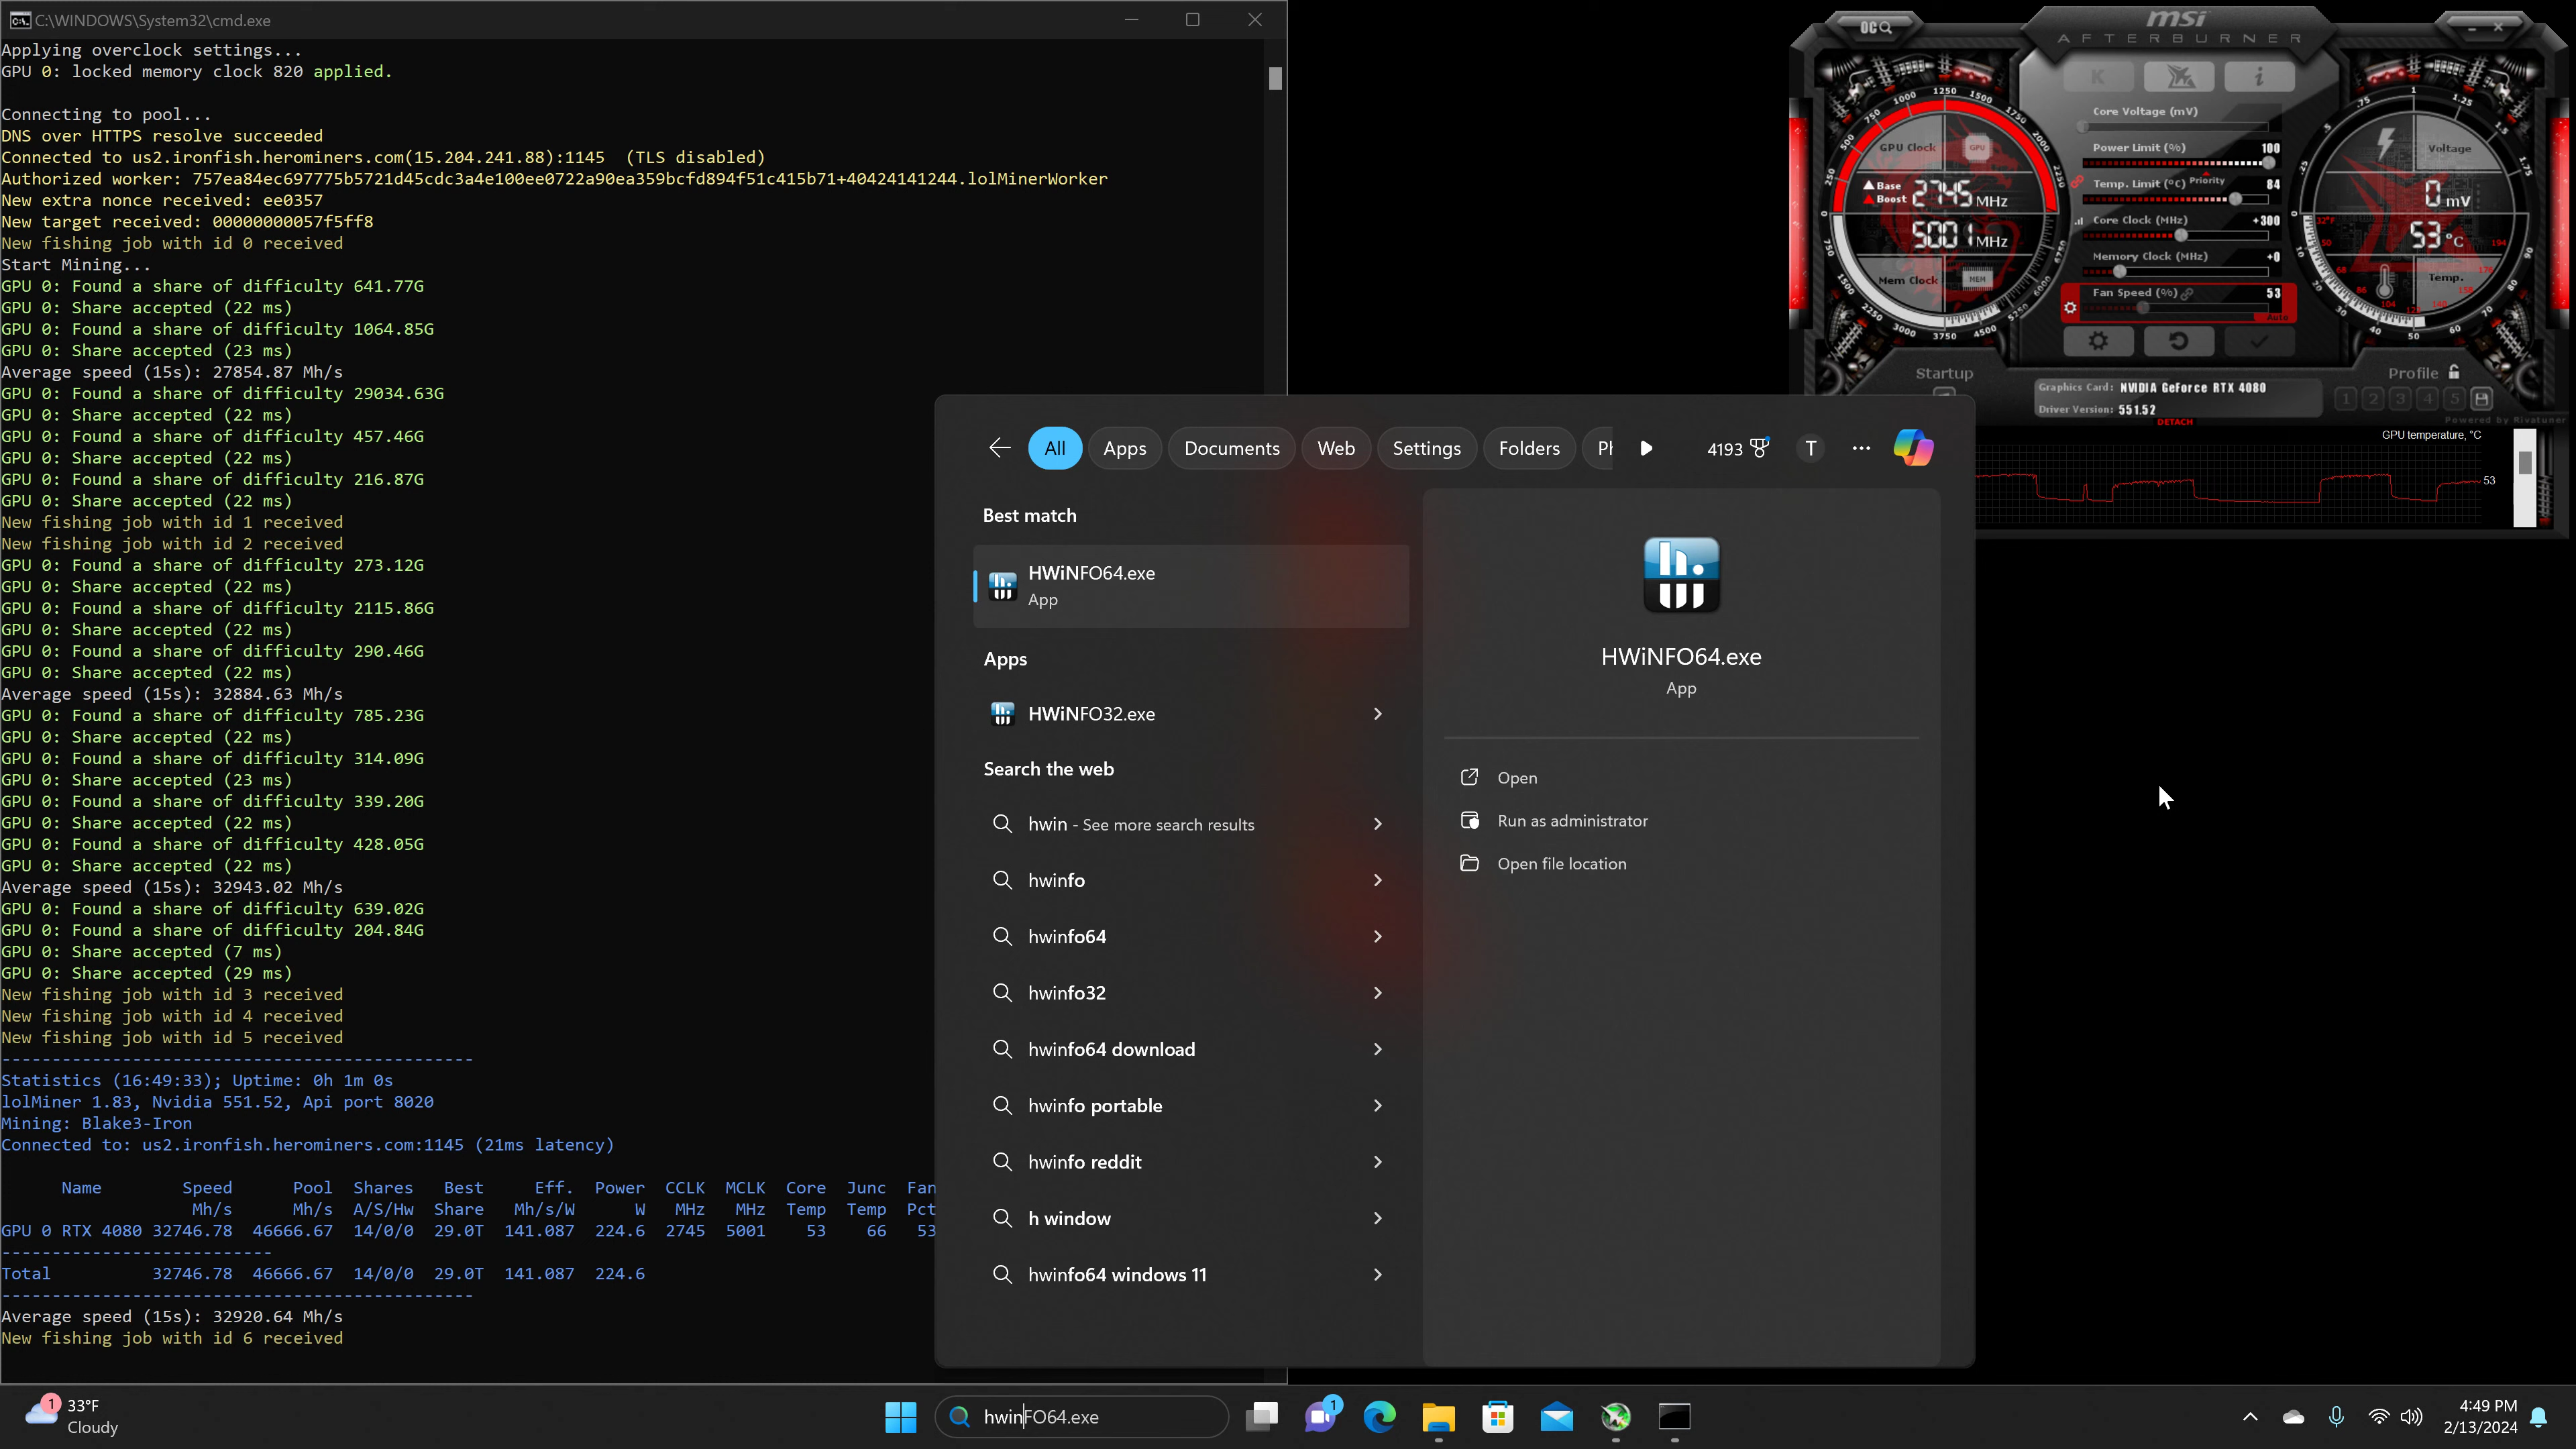 C:\WINDOWS\System32\cmd.exe
Applying overclock settings...
GPU 0: locked memory clock 820 applied.
Connecting to pool...
DNS over HTTPS resolve succeeded
Connected to us2.ironfish.herominers.com(15.204.241.88):1145  (TLS disabled)
Authorized worker: 757ea84ec697775b5721d45cdc3a4e100ee0722a90ea359bcfd894f51c415b71+40424141244.lolMinerWorker
New extra nonce received: ee0357
New target received: 00000000057f5ff8
New fishing job with id 0 received
Start Mining...
GPU 0: Found a share of difficulty 641.77G
GPU 0: Share accepted (22 ms)
GPU 0: Found a share of difficulty 1064.85G
GPU 0: Share accepted (23 ms)
Average speed (15s): 27854.87 Mh/s
GPU 0: Found a share of difficulty 29034.63G
GPU 0: Share accepted (22 ms)
GPU 0: Found a share of difficulty 457.46G
GPU 0: Share accepted (22 ms)
GPU 0: Found a share of difficulty 216.87G
GPU 0: Share accepted (22 ms)
New fishing job with id 1 received
New fishing job with id 2 received
GPU 0: Found a share of difficulty 273.12G
GPU 0: Share accepted (22 ms)
GPU 0: Found a share of difficulty 2115.86G
GPU 0: Share accepted (22 ms)
GPU 0: Found a share of difficulty 290.46G
GPU 0: Share accepted (22 ms)
Average speed (15s): 32884.63 Mh/s
GPU 0: Found a share of difficulty 785.23G
GPU 0: Share accepted (22 ms)
GPU 0: Found a share of difficulty 314.09G
GPU 0: Share accepted (23 ms)
GPU 0: Found a share of difficulty 339.20G
GPU 0: Share accepted (22 ms)
GPU 0: Found a share of difficulty 428.05G
GPU 0: Share accepted (22 ms)
Average speed (15s): 32943.02 Mh/s
GPU 0: Found a share of difficulty 639.02G
GPU 0: Found a share of difficulty 204.84G
GPU 0: Share accepted (7 ms)
GPU 0: Share accepted (29 ms)
New fishing job with id 3 received
New fishing job with id 4 received
New fishing job with id 5 received
Statistics (16:49:33); Uptime: 0h 1m 0s
lolMiner 1.83, Nvidia 551.52, Api port 8020
Mining: Blake3-Iron
Connected to: us2.ironfish.herominers.com:1145 (21ms latency)
Name Speed Pool Shares Best Eff. Power CCLK MCLK Core Junc Fan
Mh/s Mh/s A/S/Hw Share Mh/s/W W MHz MHz Temp Temp Pct
GPU 0 RTX 4080 32746.78 46666.67 14/0/0 29.0T 141.087 224.6 2745 5001 53 66 53
Total 32746.78 46666.67 14/0/0 29.0T 141.087 224.6
Average speed (15s): 32920.64 Mh/s
New fishing job with id 6 received
OC
msi
AFTERBURNER
K
i
GPU Clock
GPU
Base
Boost
2745 MHz
5001 MHz
Mem Clock
MEM
Core Voltage (mV)
Power Limit (%) 100
Temp. Limit (°C) Priority 84
Core Clock (MHz) +300
Memory Clock (MHz) +0
Fan Speed (%) 53
Auto
Voltage
0 mV
53 °C
Temp.
Startup
Graphics Card: NVIDIA GeForce RTX 4080
Driver Version: 551.52
Profile
1 2 3 4 5
DETACH
Powered by Rivatuner
GPU temperature, °C
53
All
Apps
Documents
Web
Settings
Folders
4193
T
Best match
HWiNFO64.exe
App
Apps
HWiNFO32.exe
Search the web
hwin - See more search results
hwinfo
hwinfo64
hwinfo32
hwinfo64 download
hwinfo portable
hwinfo reddit
h window
hwinfo64 windows 11
HWiNFO64.exe
App
Open
Run as administrator
Open file location
1
33°F
Cloudy
hwinFO64.exe
1
4:49 PM
2/13/2024